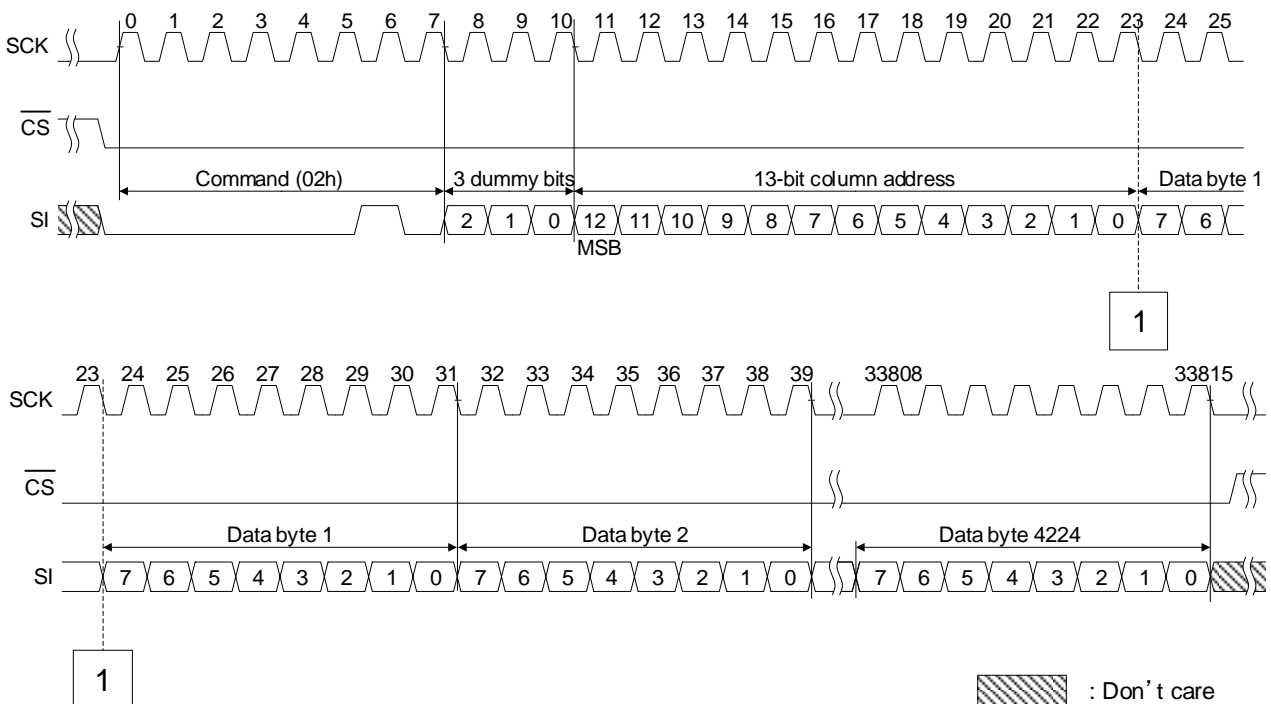 0 1 2 3 4 5 6 7 8 9 10 11 12 13 14 15 16 17 18 19 20 21 22 23 24 25
SCK
CS
Command (02h) 3 dummy bits 13-bit column address Data byte 1
SI 2 1 0 12 11 10 9 8 7 6 5 4 3 2 1 0 7 6
MSB
1
23 24 25 26 27 28 29 30 31 32 33 34 35 36 37 38 39 33808 33815
SCK
CS
Data byte 1 Data byte 2 Data byte 4224
SI 7 6 5 4 3 2 1 0 7 6 5 4 3 2 1 0 7 6 5 4 3 2 1 0
1
: Don't care